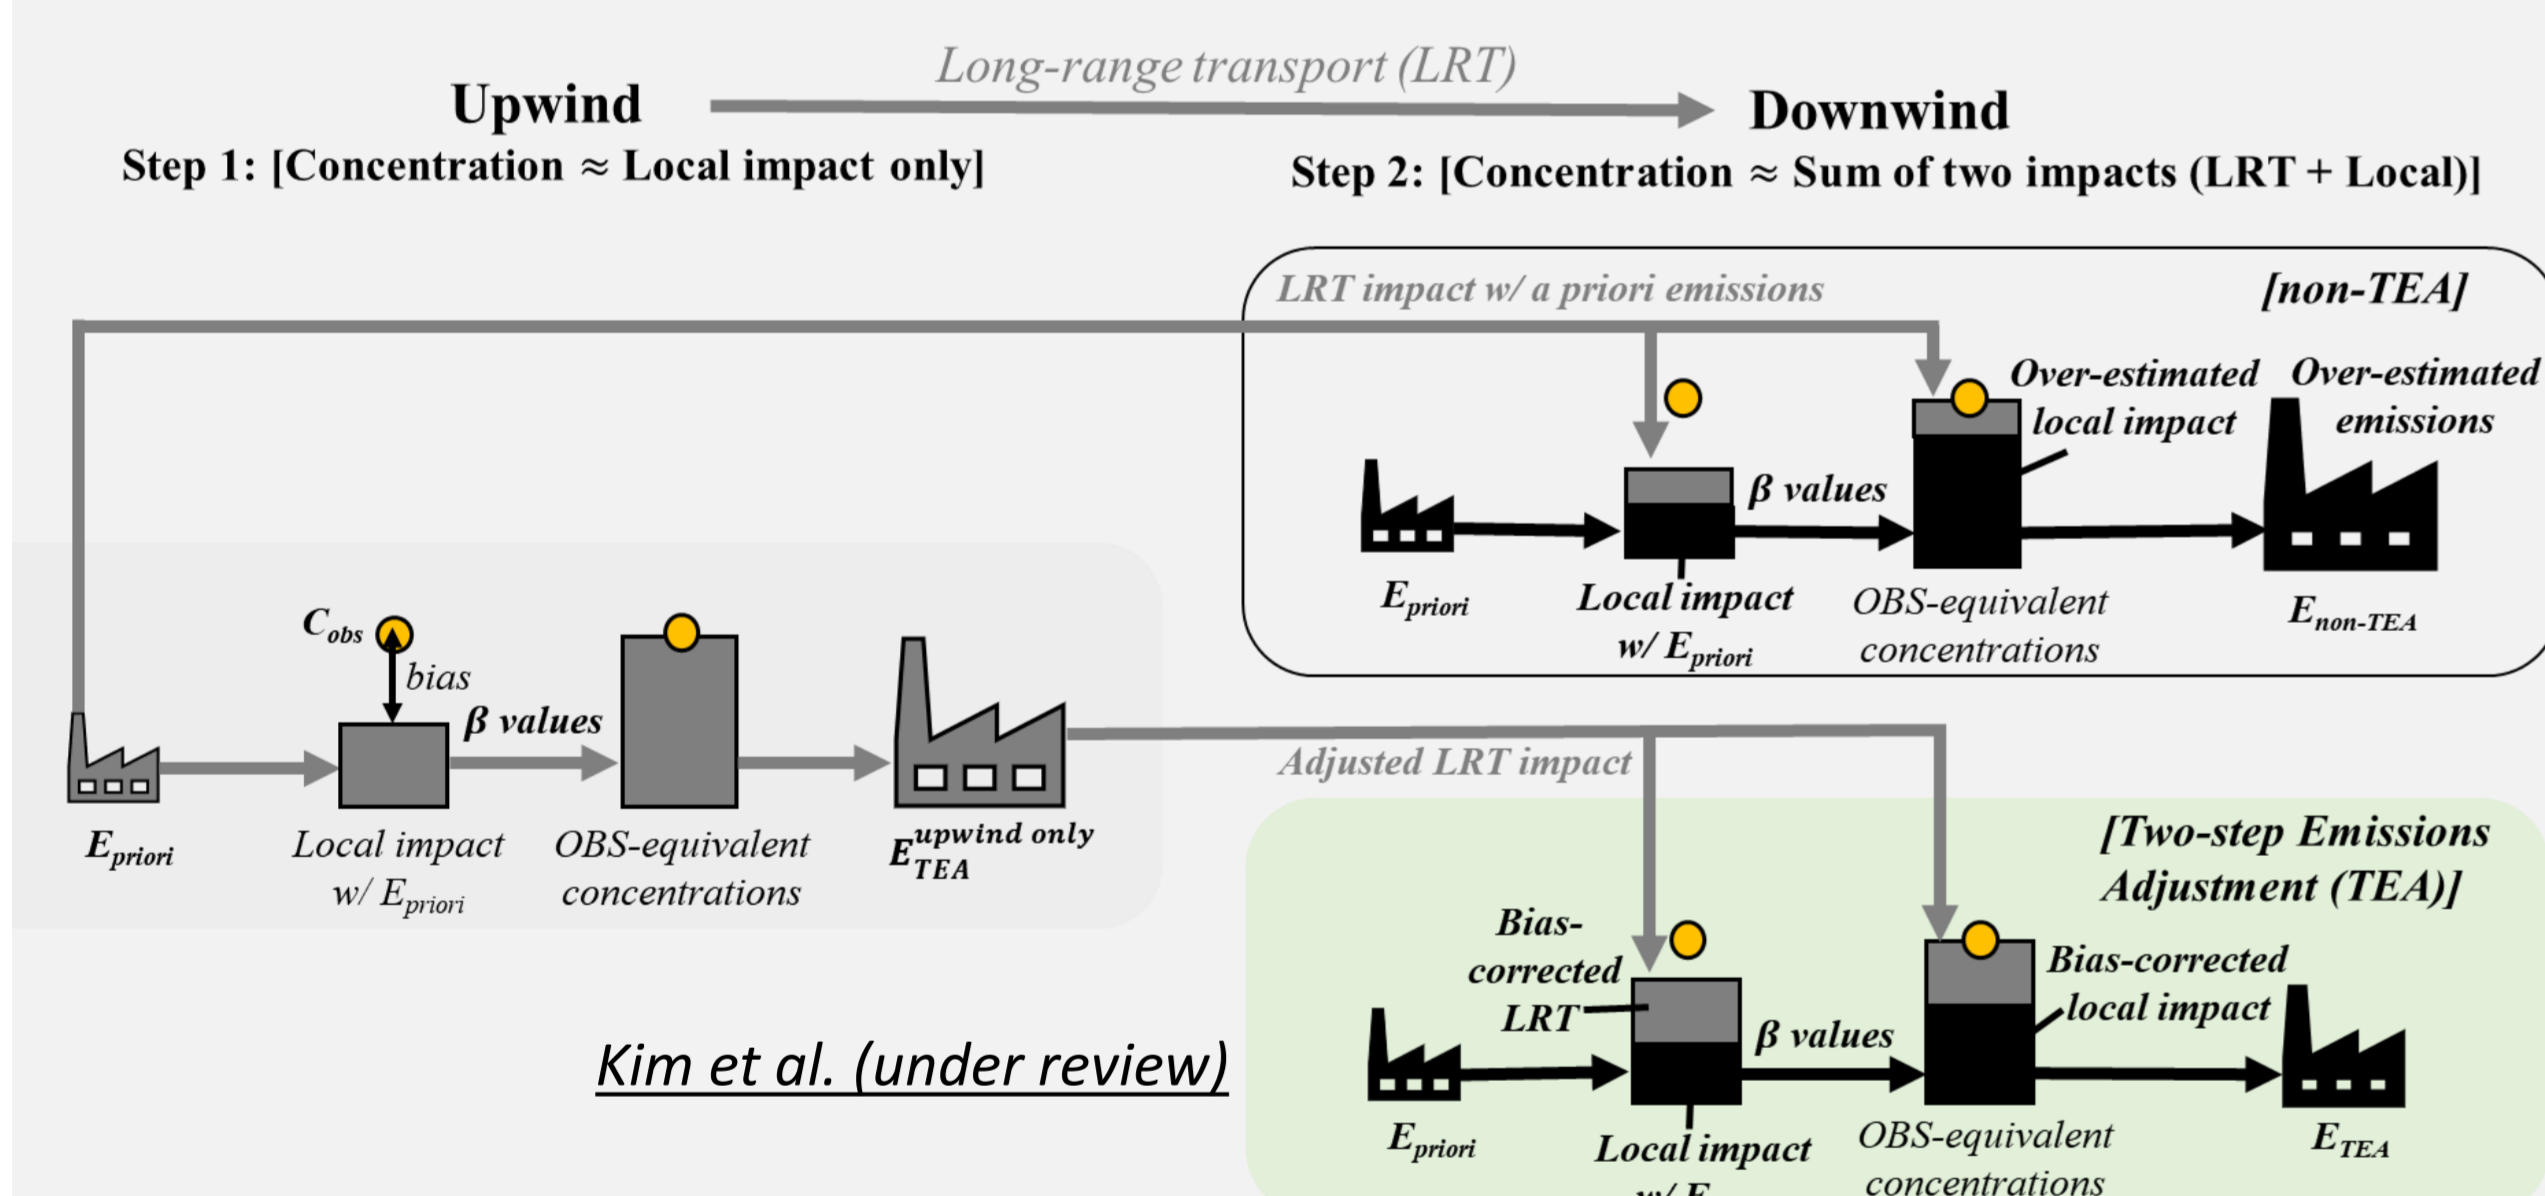 Long-range transport (LRT)
Upwind
Downwind
Step 1: [Concentration ≈ Local impact only]
Step 2: [Concentration ≈ Sum of two impacts (LRT + Local)]
LRT impact w/ a priori emissions
[non-TEA]
Over-estimated
local impact
Over-estimated
emissions
β values
E_priori
Local impact
w/ E_priori
OBS-equivalent
concentrations
E_non-TEA
C_obs
bias
β values
E_priori
Local impact
w/ E_priori
OBS-equivalent
concentrations
E_TEA^upwind only
Adjusted LRT impact
[Two-step Emissions
Adjustment (TEA)]
Bias-
corrected
LRT
Bias-corrected
local impact
β values
E_priori
Local impact
OBS-equivalent
concentrations
E_TEA
Kim et al. (under review)